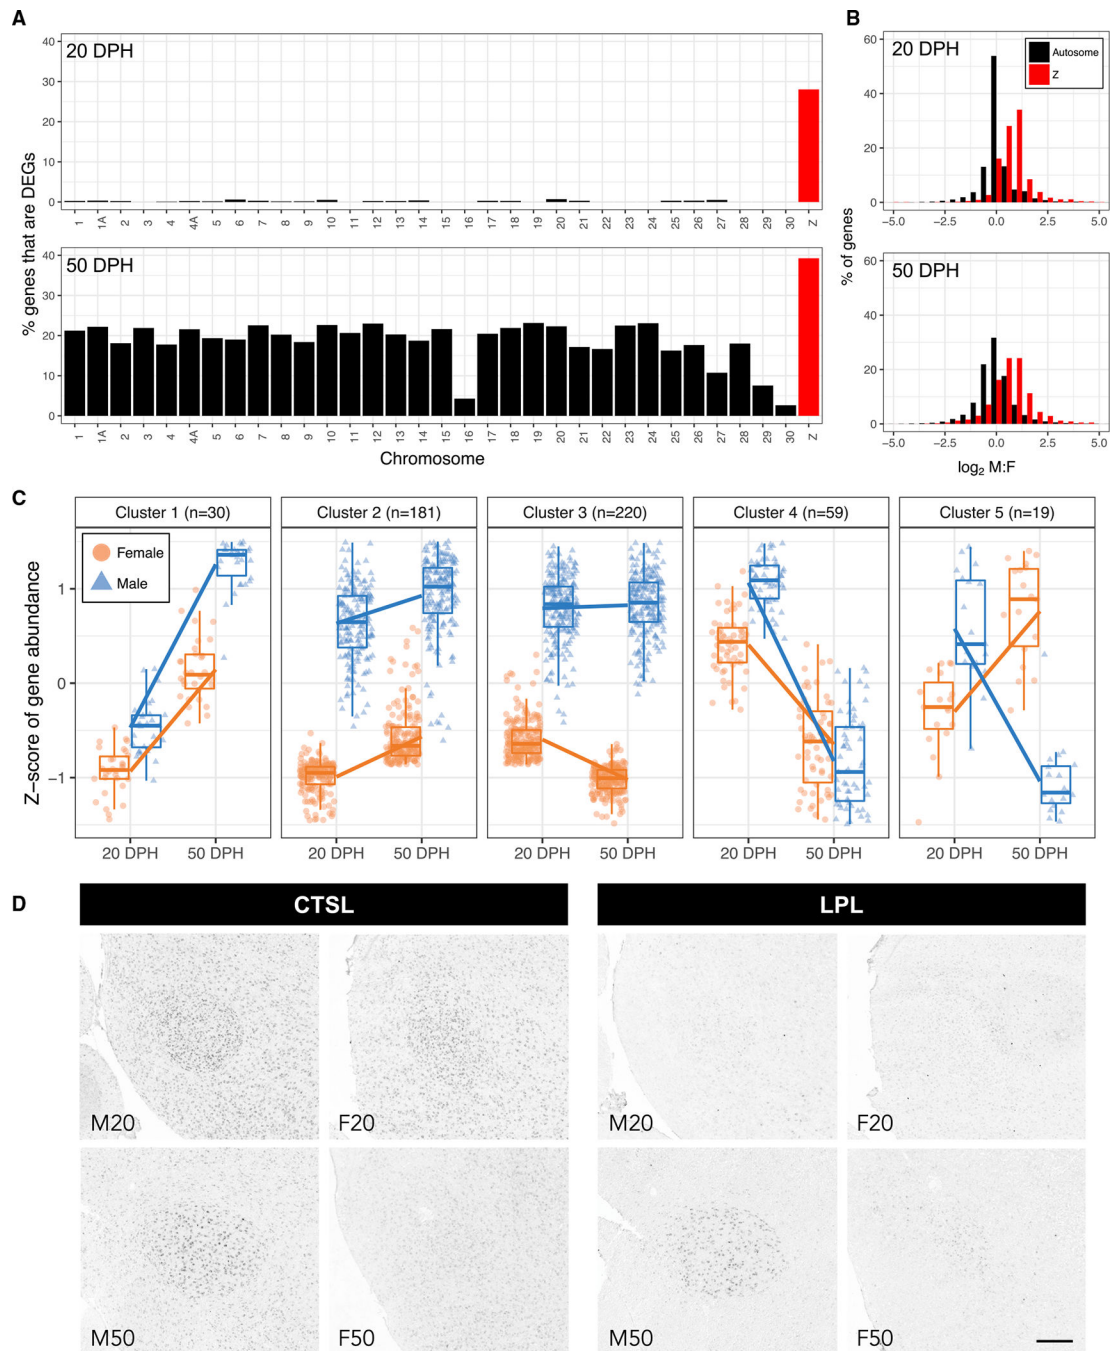 A
20 DPH
40
30
20
10
0
1 1A 2 3 4 4A 5 6 7 8 9 10 11 12 13 14 15 16 17 18 19 20 21 22 23 24 25 26 27 28 29 30 Z
% genes that are DEGs
50 DPH
40
30
20
10
0
1 1A 2 3 4 4A 5 6 7 8 9 10 11 12 13 14 15 16 17 18 19 20 21 22 23 24 25 26 27 28 29 30 Z
Chromosome
B
20 DPH
Autosome
Z
60
40
20
0
−5.0 −2.5 0.0 2.5 5.0
% of genes
50 DPH
60
40
20
0
−5.0 −2.5 0.0 2.5 5.0
log2 M:F
C
Cluster 1 (n=30)
Cluster 2 (n=181)
Cluster 3 (n=220)
Cluster 4 (n=59)
Cluster 5 (n=19)
Female
Male
Z−score of gene abundance
1
0
−1
20 DPH 50 DPH
20 DPH 50 DPH
20 DPH 50 DPH
20 DPH 50 DPH
20 DPH 50 DPH
D
CTSL
LPL
M20
F20
M20
F20
M50
F50
M50
F50